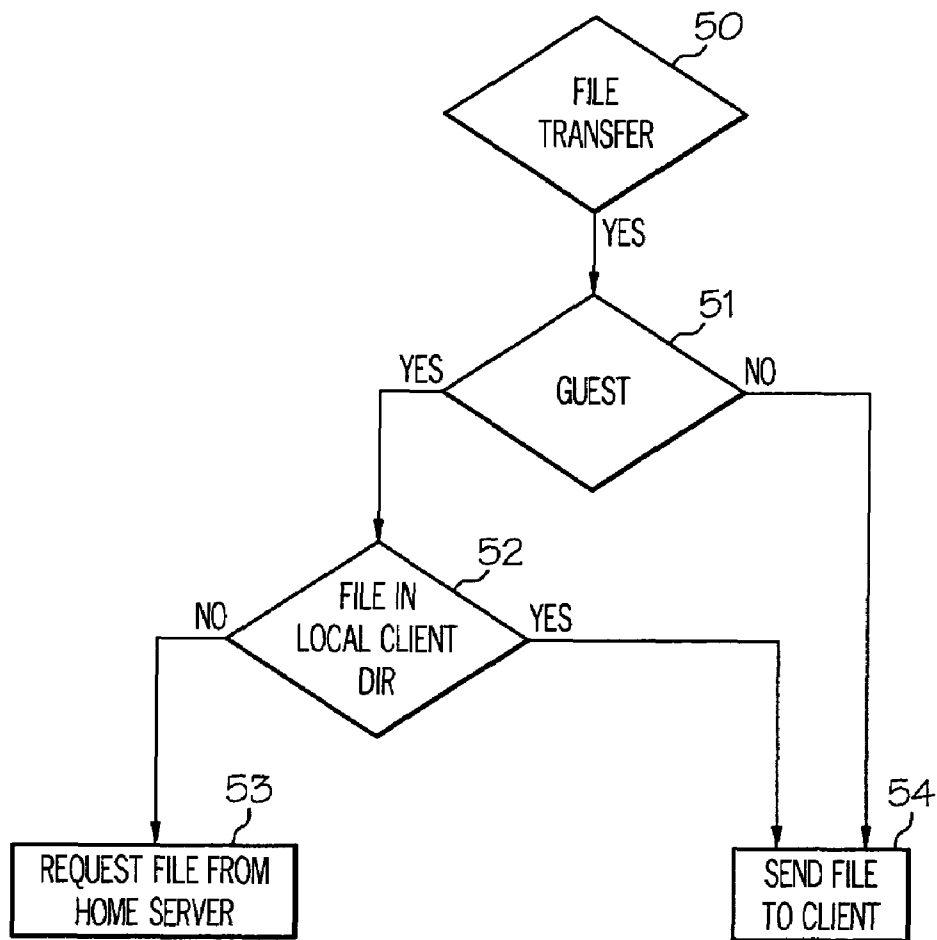 50
FILE
TRANSFER
YES
51
YES
GUEST
NO
52
NO
FILE IN
LOCAL CLIENT
DIR
YES
53
REQUEST FILE FROM
HOME SERVER
54
SEND FILE
TO CLIENT